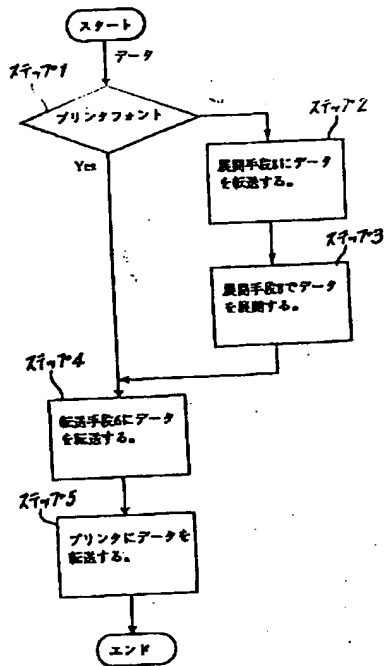 スタート
データ
ステップ1
プリンタフォント
No
Yes
ステップ2
展開手段8にデータ
を転送する。
ステップ3
展開手段8でデータ
を展開する。
ステップ4
転送手段6にデータ
を転送する。
ステップ5
プリンタにデータを
転送する。
エンド